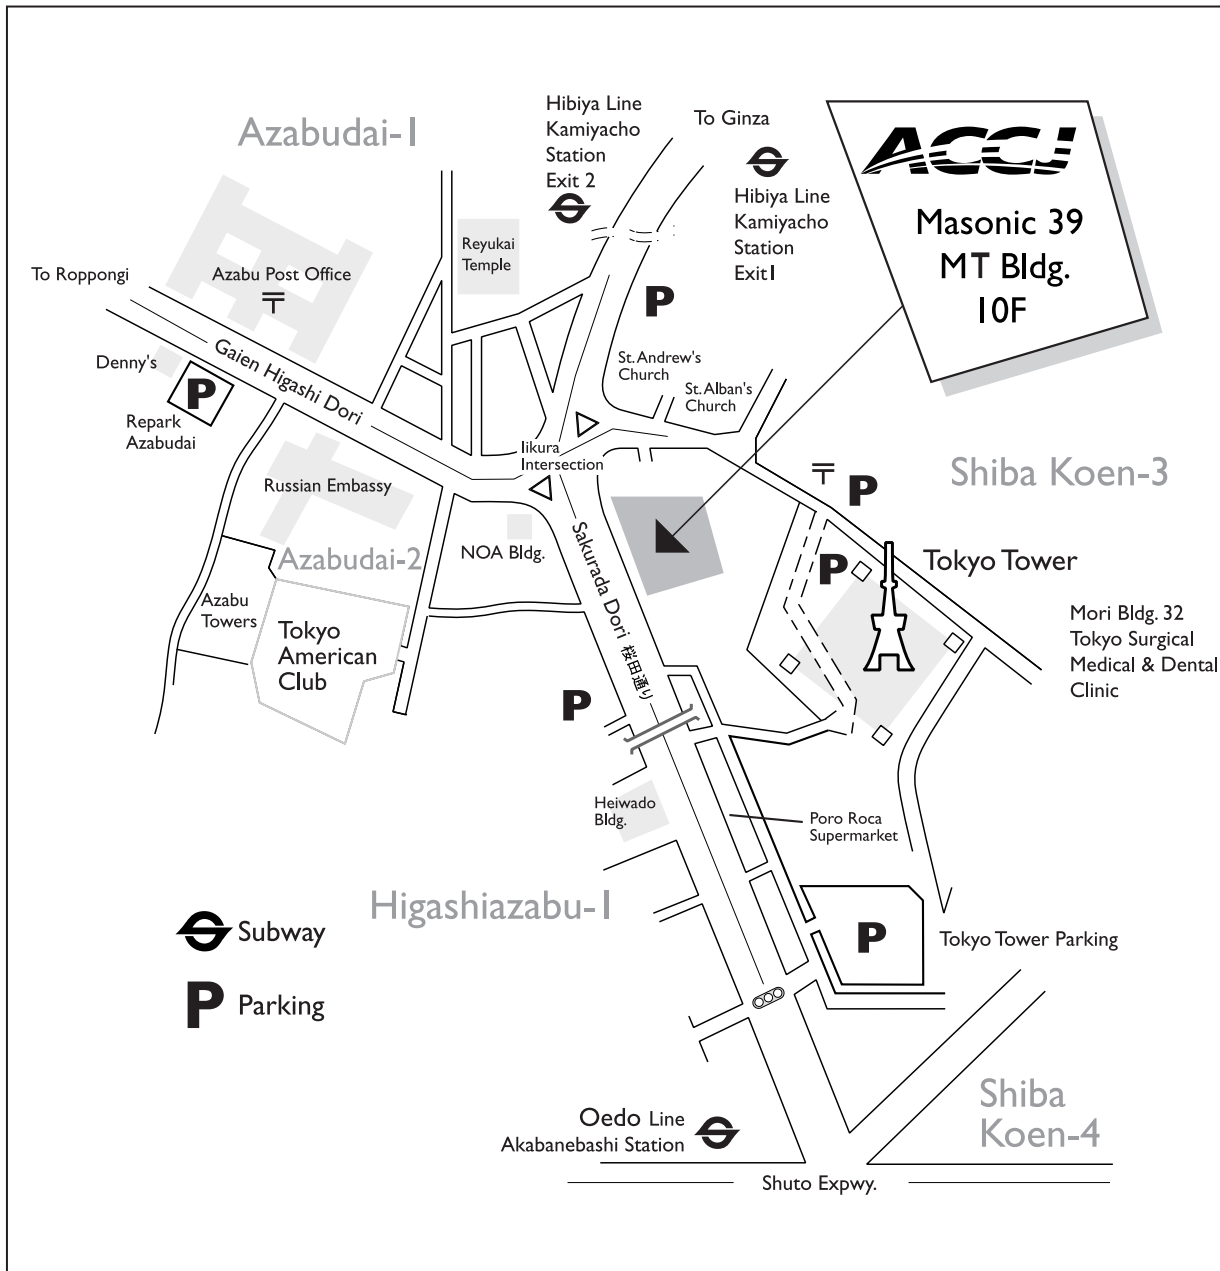 Hibiya Line
Kamiyacho
Station
Exit 2
To Ginza
ACCJ
Masonic 39
MT Bldg.
10F
Azabudai-1
Hibiya Line
Kamiyacho
Station
Exit1
Reyukai
Temple
To Roppongi
Azabu Post Office
〒
P
Denny's
Gaien Higashi Dori
P
Repark
Azabudai
St. Andrew's
Church
St. Alban's
Church
Iikura
Intersection
〒
P
Shiba Koen-3
Russian Embassy
Azabudai-2
NOA Bldg.
Sakurada Dori 桜田通り
P
Tokyo Tower
Azabu
Towers
Tokyo
American
Club
Mori Bldg. 32
Tokyo Surgical
Medical & Dental
Clinic
P
Heiwado
Bldg.
Poro Roca
Supermarket
Higashiazabu-1
Subway
P
Tokyo Tower Parking
P Parking
Oedo Line
Akabanebashi Station
Shiba
Koen-4
Shuto Expwy.